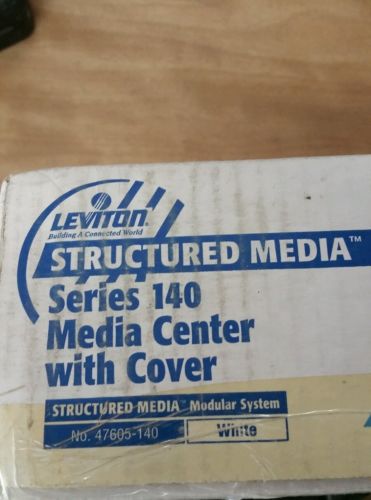 LEVITON
Building A Connected World
STRUCTURED MEDIA™
Series 140
Media Center
with Cover
STRUCTURED MEDIA™ Modular System
No. 47605-140 White